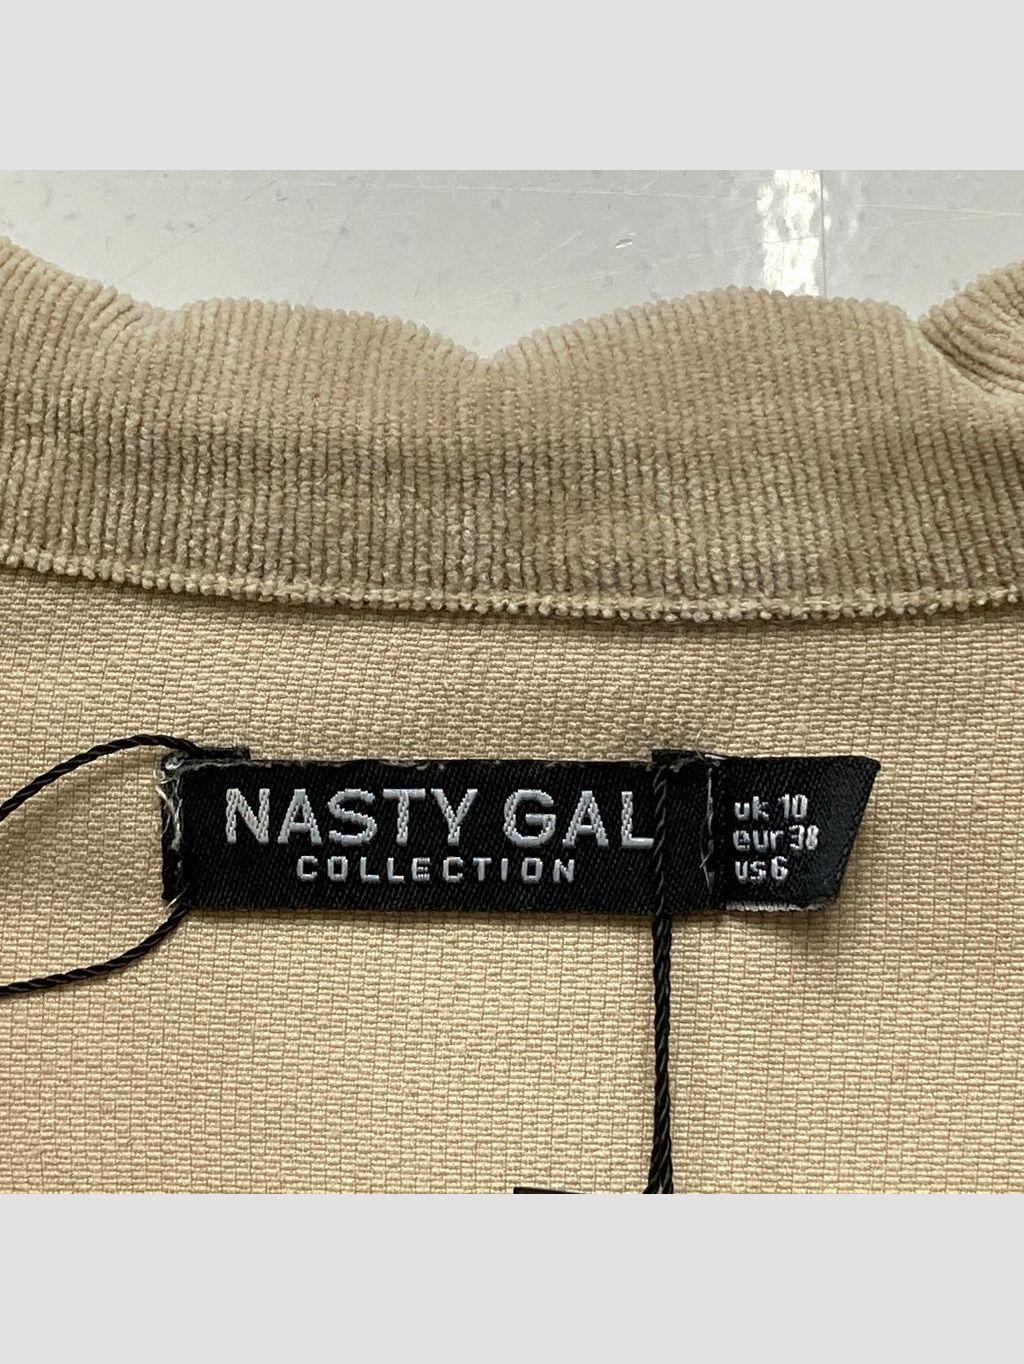 NASTY GAL
COLLECTION
uk 10
eur 38
us 6